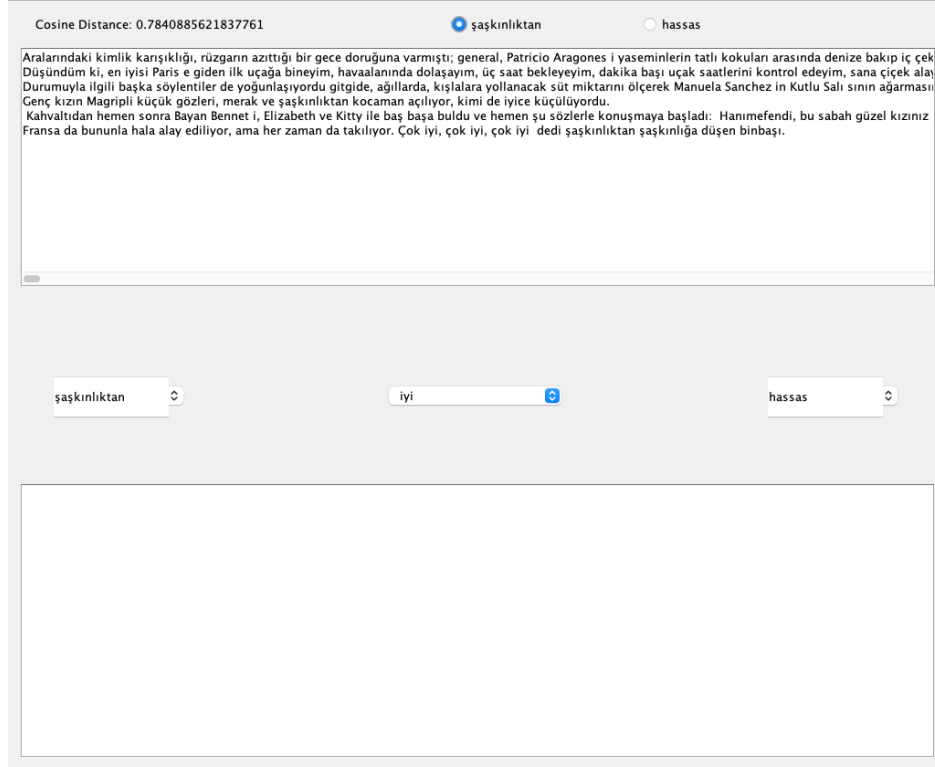 Cosine Distance: 0.7840885621837761 şaşkınlıktan hassas
Aralarındaki kimlik karışıklığı, rüzgarın azıttığı bir gece doruğuna varmıştı; general, Patricio Aragones i yaseminlerin tatlı kokuları arasında denize bakıp iç çek
Düşündüm ki, en iyisi Paris e giden ilk uçağa bineyim, havaalanında dolaşayım, üç saat bekleyeyim, dakika başı uçak saatlerini kontrol edeyim, sana çiçek alay
Durumuyla ilgili başka söylentiler de yoğunlaşıyordu gitgide, ağıllarda, kışlalara yollanacak süt miktarını ölçerek Manuela Sanchez in Kutlu Salı sının ağarması
Genç kızın Magripli küçük gözleri, merak ve şaşkınlıktan kocaman açılıyor, kimi de iyice küçülüyordu.
Kahvaltıdan hemen sonra Bayan Bennet i, Elizabeth ve Kitty ile baş başa buldu ve hemen şu sözlerle konuşmaya başladı: Hanımefendi, bu sabah güzel kızınız
Fransa da bununla hala alay ediliyor, ama her zaman da takılıyor. Çok iyi, çok iyi, çok iyi dedi şaşkınlıktan şaşkınlığa düşen binbaşı.
şaşkınlıktan iyi hassas